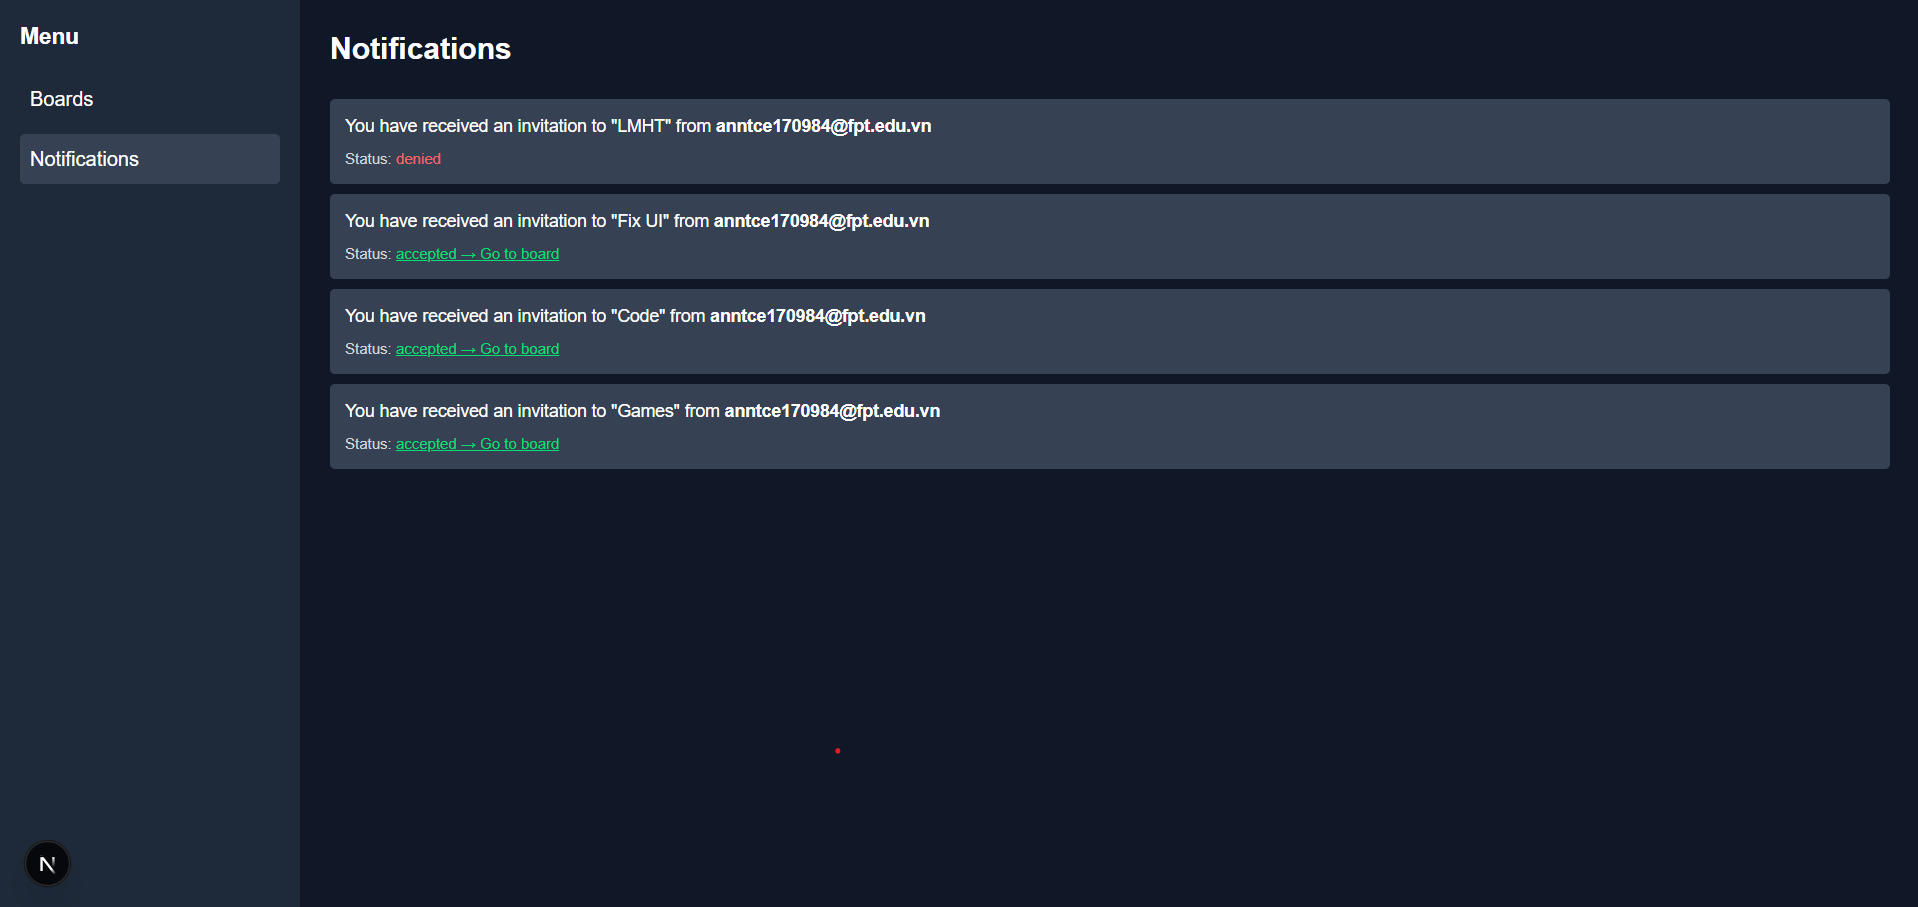 Menu
Boards
Notifications
Notifications
You have received an invitation to "LMHT" from anntce170984@fpt.edu.vn
Status: denied
You have received an invitation to "Fix UI" from anntce170984@fpt.edu.vn
Status: accepted → Go to board
You have received an invitation to "Code" from anntce170984@fpt.edu.vn
Status: accepted → Go to board
You have received an invitation to "Games" from anntce170984@fpt.edu.vn
Status: accepted → Go to board
N